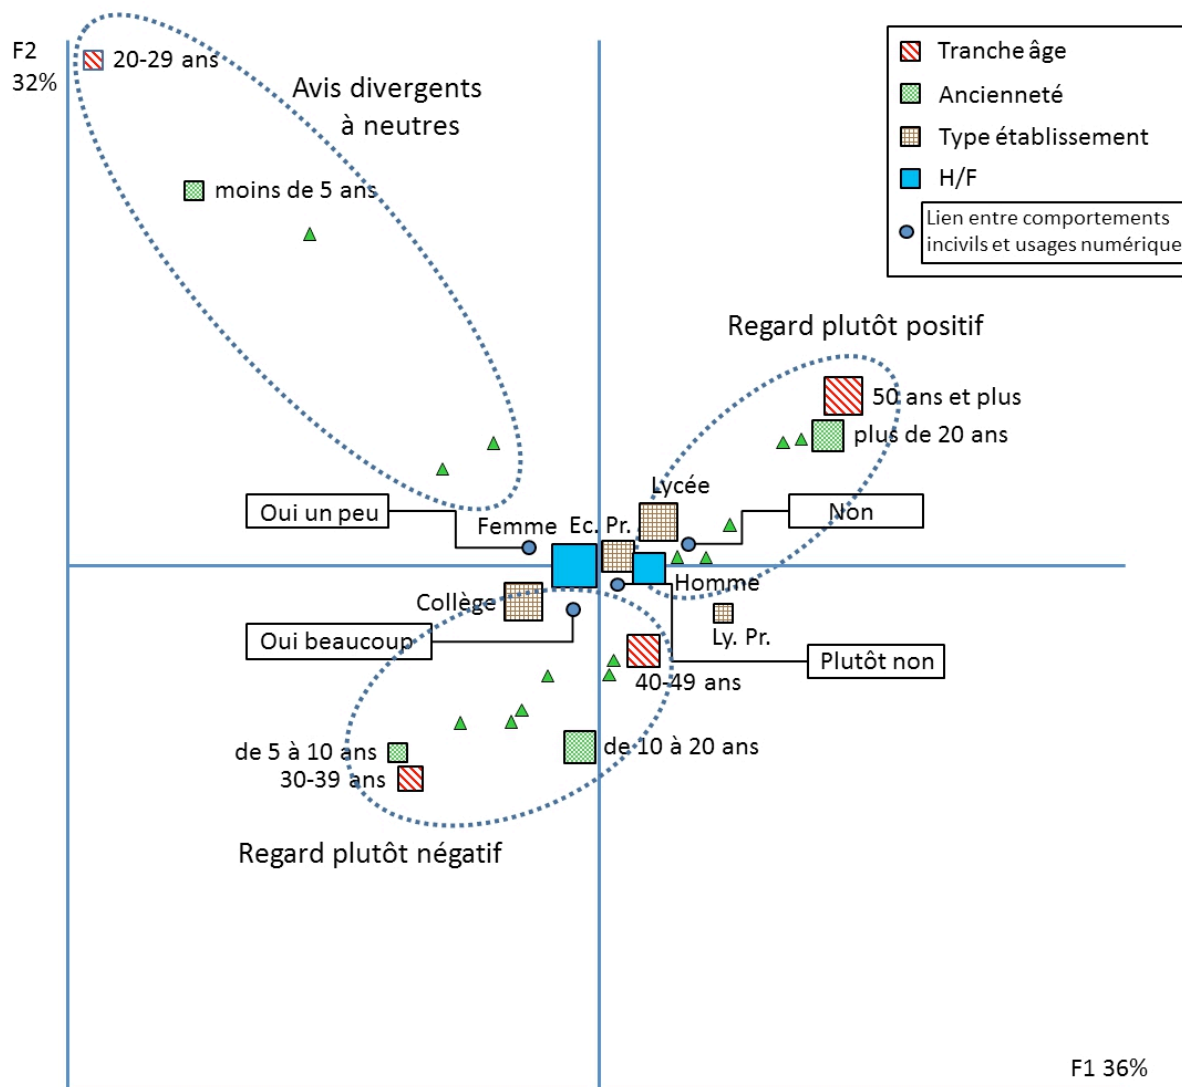 F2
32%
20-29 ans
Avis divergents
à neutres
moins de 5 ans
Tranche âge
Ancienneté
Type établissement
H/F
Lien entre comportements
incivils et usages numérique
Regard plutôt positif
50 ans et plus
plus de 20 ans
Lycée
Oui un peu
Femme
Ec. Pr.
Non
Collège
Homme
Oui beaucoup
Ly. Pr.
Plutôt non
40-49 ans
de 5 à 10 ans
de 10 à 20 ans
30-39 ans
Regard plutôt négatif
F1 36%